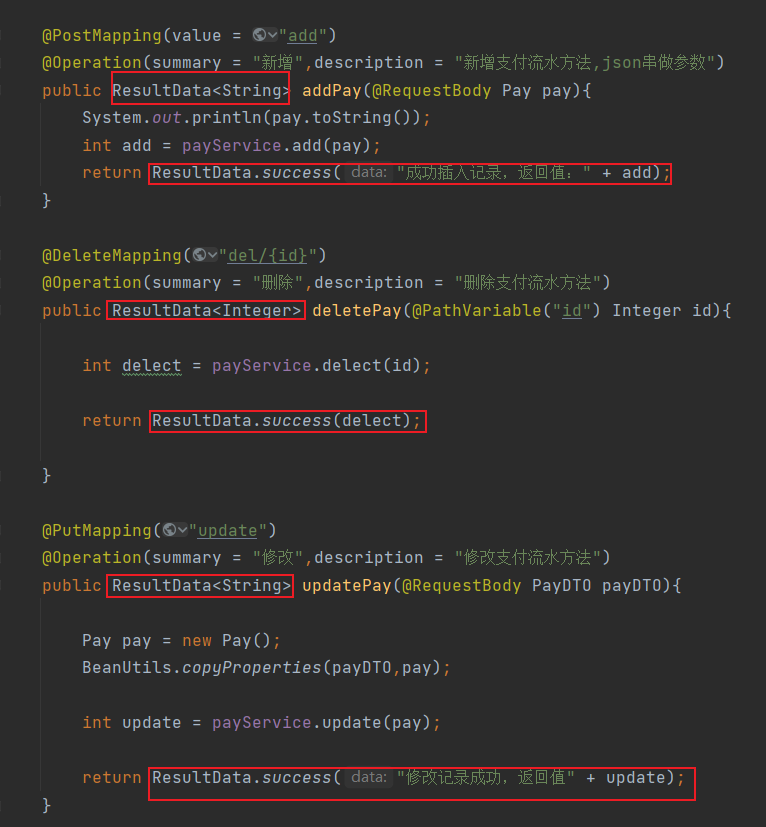 @PostMapping(value = "add")
@Operation(summary = "新增",description = "新增支付流水方法,json串做参数")
public ResultData<String> addPay(@RequestBody Pay pay){
System.out.println(pay.toString());
int add = payService.add(pay);
return ResultData.success( data: "成功插入记录，返回值：" + add);
}
@DeleteMapping("del/{id}")
@Operation(summary = "删除",description = "删除支付流水方法")
public ResultData<Integer> deletePay(@PathVariable("id") Integer id){
int delect = payService.delect(id);
return ResultData.success(delect);
}
@PutMapping("update")
@Operation(summary = "修改",description = "修改支付流水方法")
public ResultData<String> updatePay(@RequestBody PayDTO payDTO){
Pay pay = new Pay();
BeanUtils.copyProperties(payDTO,pay);
int update = payService.update(pay);
return ResultData.success( data: "修改记录成功，返回值" + update);
}